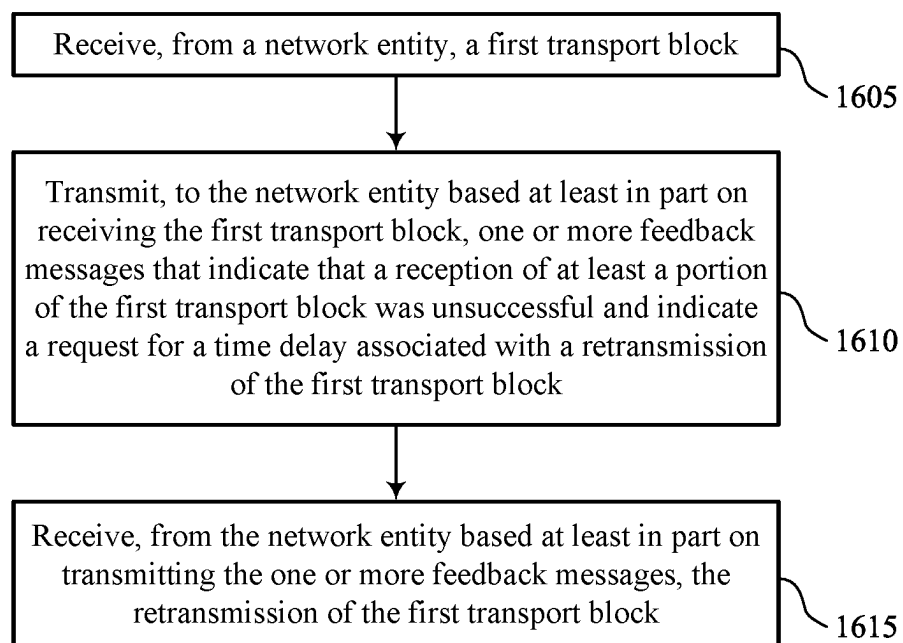 Receive, from a network entity, a first transport block
1605
Transmit, to the network entity based at least in part on
receiving the first transport block, one or more feedback
messages that indicate that a reception of at least a portion
of the first transport block was unsuccessful and indicate
a request for a time delay associated with a retransmission
of the first transport block
1610
Receive, from the network entity based at least in part on
transmitting the one or more feedback messages, the
retransmission of the first transport block
1615